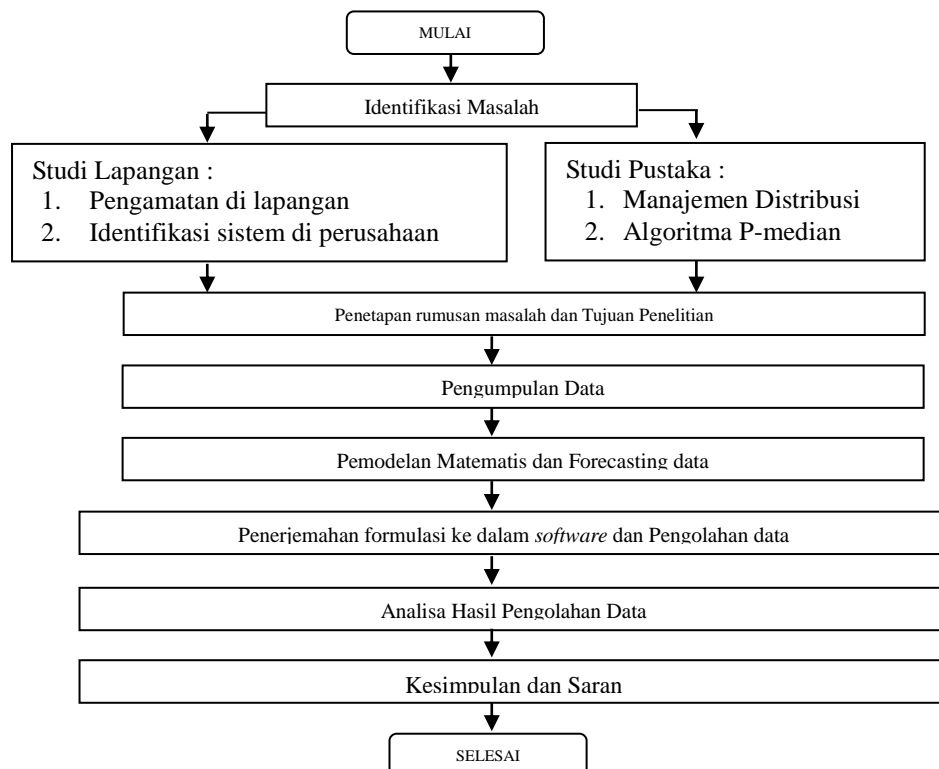 MULAI
Identifikasi Masalah
Studi Lapangan :
1. Pengamatan di lapangan
2. Identifikasi sistem di perusahaan
Studi Pustaka :
1. Manajemen Distribusi
2. Algoritma P-median
Penetapan rumusan masalah dan Tujuan Penelitian
Pengumpulan Data
Pemodelan Matematis dan Forecasting data
Penerjemahan formulasi ke dalam software dan Pengolahan data
Analisa Hasil Pengolahan Data
Kesimpulan dan Saran
SELESAI